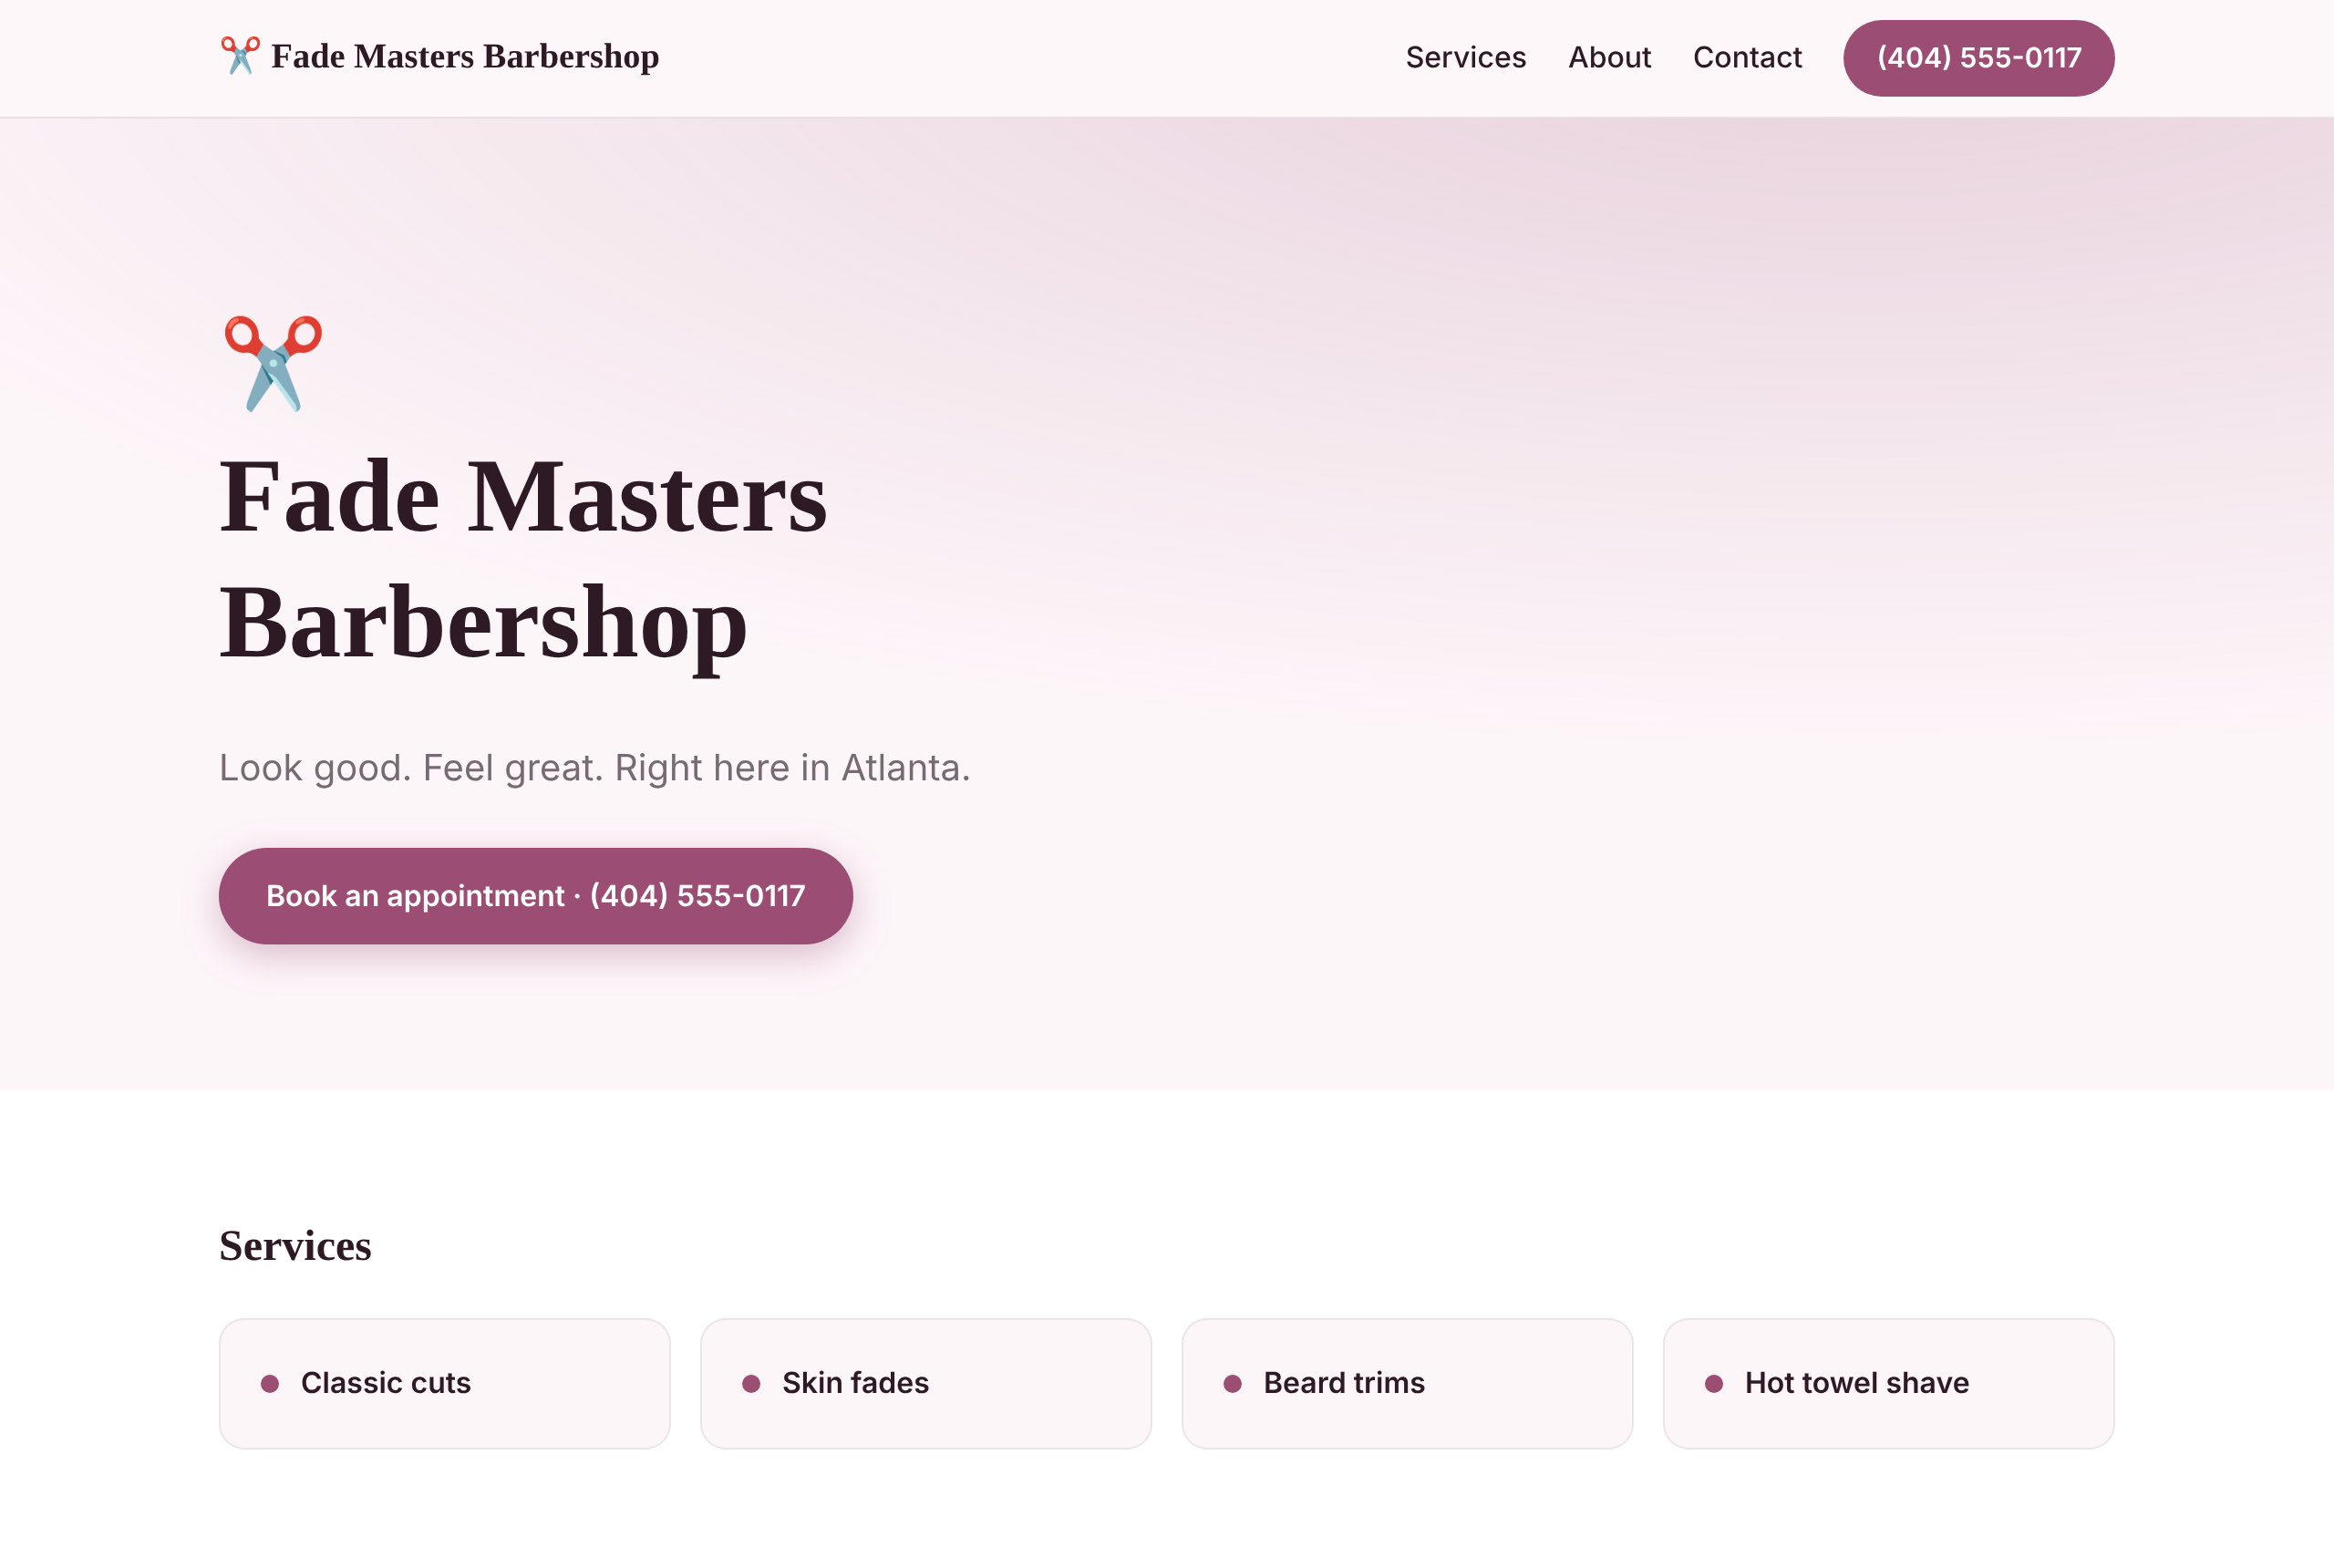 Fade Masters Barbershop
Services
About
Contact
(404) 555-0117
Fade Masters
Barbershop
Look good. Feel great. Right here in Atlanta.
Book an appointment · (404) 555-0117
Services
Classic cuts
Skin fades
Beard trims
Hot towel shave